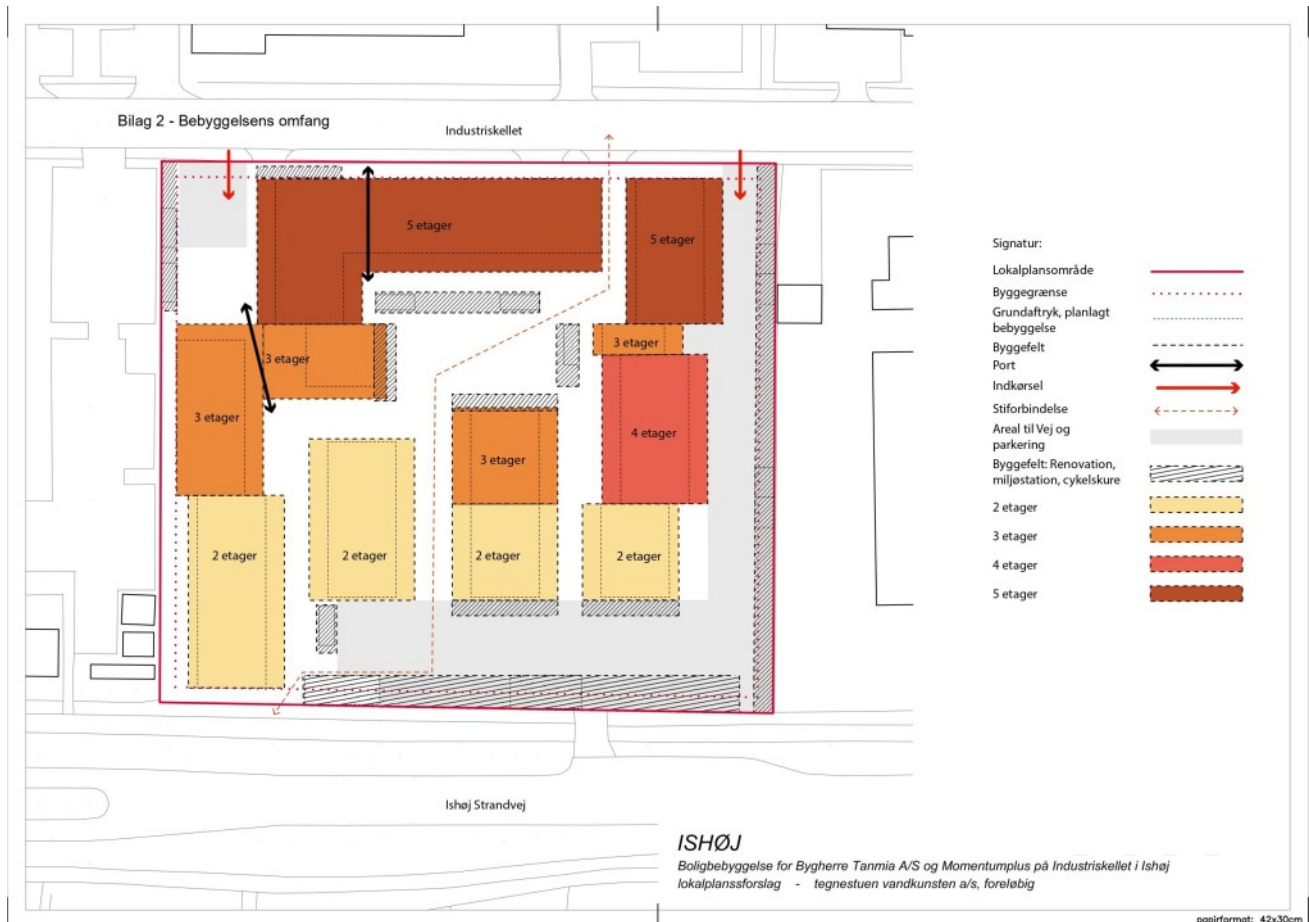 Bilag 2 - Bebyggelsens omfang
Industriskellet
5 etager
5 etager
3 etager
3 etager
3 etager
4 etager
3 etager
2 etager
2 etager
2 etager
2 etager
Ishøj Strandvej
Signatur:
Lokalplansområde
Byggegrænse
Grundaftryk, planlagt
bebyggelse
Byggefelt
Port
Indkørsel
Stiforbindelse
Areal til Vej og
parkering
Byggefelt: Renovation,
miljøstation, cykelskure
2 etager
3 etager
4 etager
5 etager
ISHØJ
Boligbebyggelse for Bygherre Tanmia A/S og Momentumplus på Industriskellet i Ishøj
lokalplanssforslag - tegnestuen vandkunsten a/s, foreløbig
papirformat: 42x30cm